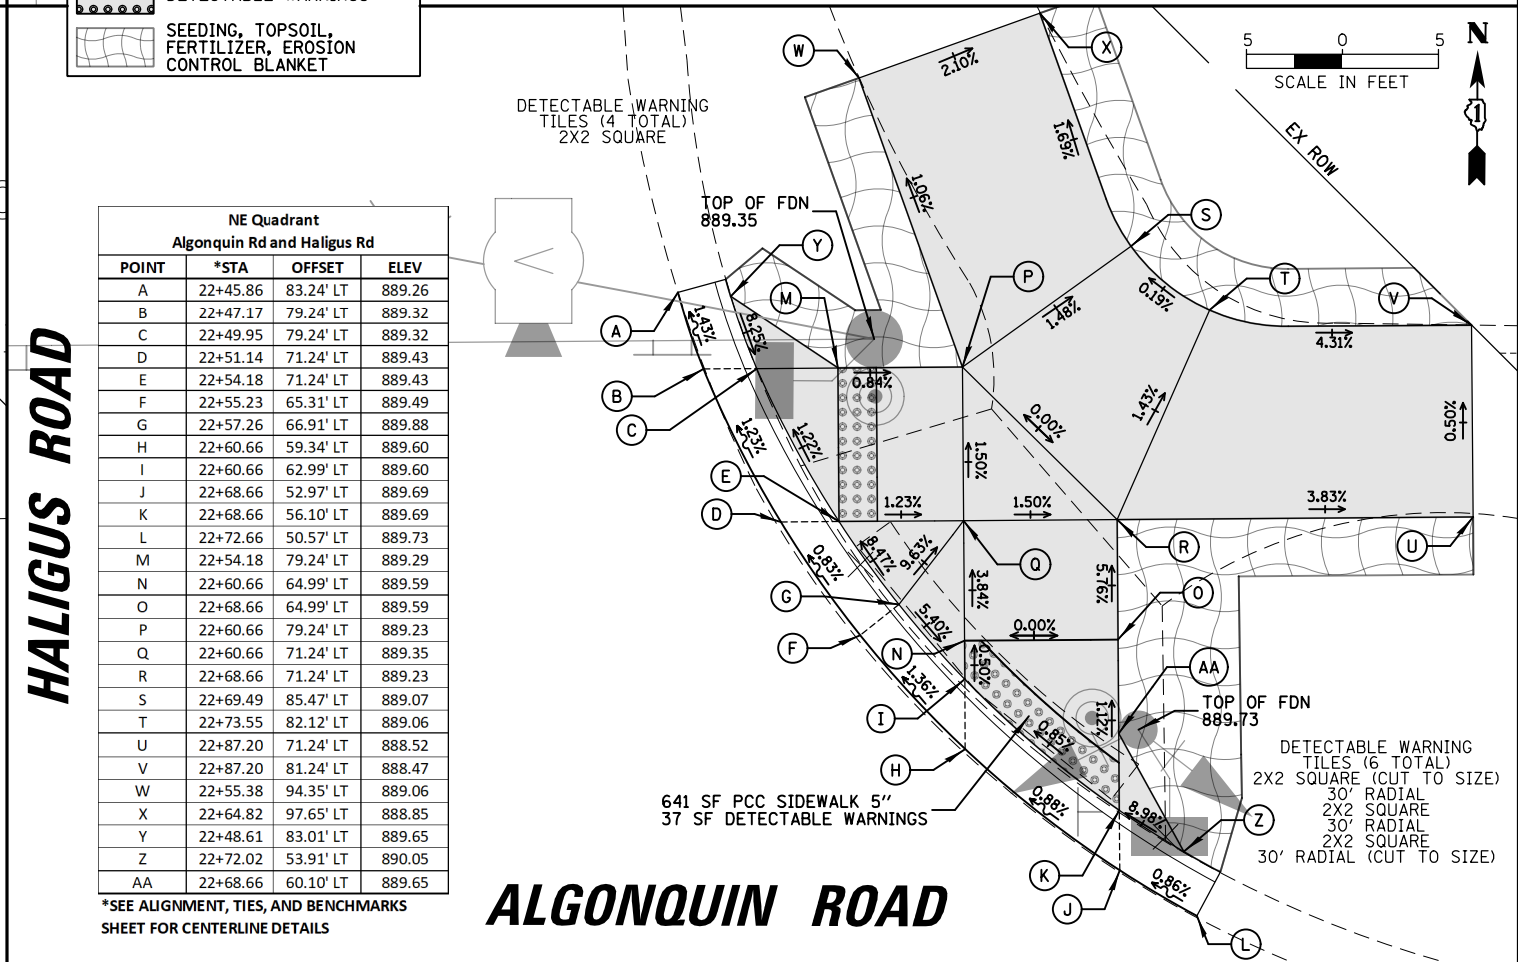 DETECTABLE WARNINGS
SEEDING, TOPSOIL,
FERTILIZER, EROSION
CONTROL BLANKET
DETECTABLE WARNING
TILES (4 TOTAL)
2X2 SQUARE
TOP OF FDN
889.35
5 0 5
SCALE IN FEET
N
1
EX ROW
HALIGUS ROAD
NE Quadrant
Algonquin Rd and Haligus Rd
POINT *STA OFFSET ELEV
A 22+45.86 83.24' LT 889.26
B 22+47.17 79.24' LT 889.32
C 22+49.95 79.24' LT 889.32
D 22+51.14 71.24' LT 889.43
E 22+54.18 71.24' LT 889.43
F 22+55.23 65.31' LT 889.49
G 22+57.26 66.91' LT 889.88
H 22+60.66 59.34' LT 889.60
I 22+60.66 62.99' LT 889.60
J 22+68.66 52.97' LT 889.69
K 22+68.66 56.10' LT 889.69
L 22+72.66 50.57' LT 889.73
M 22+54.18 79.24' LT 889.29
N 22+60.66 64.99' LT 889.59
O 22+68.66 64.99' LT 889.59
P 22+60.66 79.24' LT 889.23
Q 22+60.66 71.24' LT 889.35
R 22+68.66 71.24' LT 889.23
S 22+69.49 85.47' LT 889.07
T 22+73.55 82.12' LT 889.06
U 22+87.20 71.24' LT 888.52
V 22+87.20 81.24' LT 888.47
W 22+55.38 94.35' LT 889.06
X 22+64.82 97.65' LT 888.85
Y 22+48.61 83.01' LT 889.65
Z 22+72.02 53.91' LT 890.05
AA 22+68.66 60.10' LT 889.65
*SEE ALIGNMENT, TIES, AND BENCHMARKS
SHEET FOR CENTERLINE DETAILS
W
X
2.10%
1.69%
1.06%
S
Y
P
T
M
V
0.19%
1.48%
A
1.43%
8.25%
4.31%
B
0.84%
C
1.23%
1.22%
0.00%
1.43%
0.50%
1.50%
E
D
1.23%
1.50%
3.83%
R
U
0.83%
8.47%
9.63%
Q
3.84%
5.76%
G
O
5.40%
0.00%
F
N
0.50%
AA
1.36%
I
1.12%
0.85%
H
TOP OF FDN
889.73
DETECTABLE WARNING
TILES (6 TOTAL)
2X2 SQUARE (CUT TO SIZE)
30' RADIAL
2X2 SQUARE
30' RADIAL
2X2 SQUARE
30' RADIAL (CUT TO SIZE)
641 SF PCC SIDEWALK 5"
37 SF DETECTABLE WARNINGS
0.88%
8.98%
Z
K
0.86%
J
L
ALGONQUIN ROAD